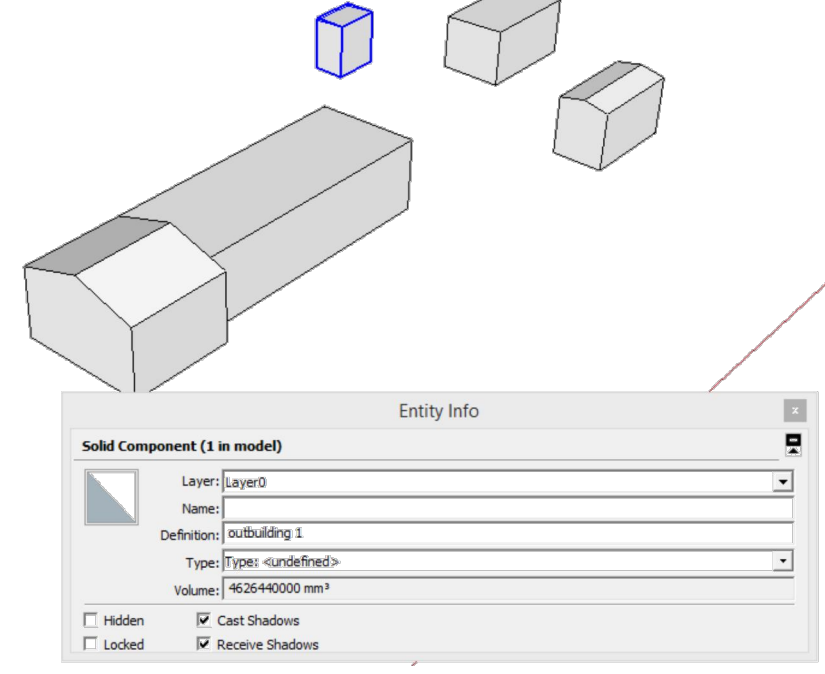 Entity Info
x
Solid Component (1 in model)
Layer: Layer0
Name:
Definition: outbuilding 1
Type: Type: <undefined>
Volume: 4626440000 mm³
Hidden Cast Shadows
Locked Receive Shadows